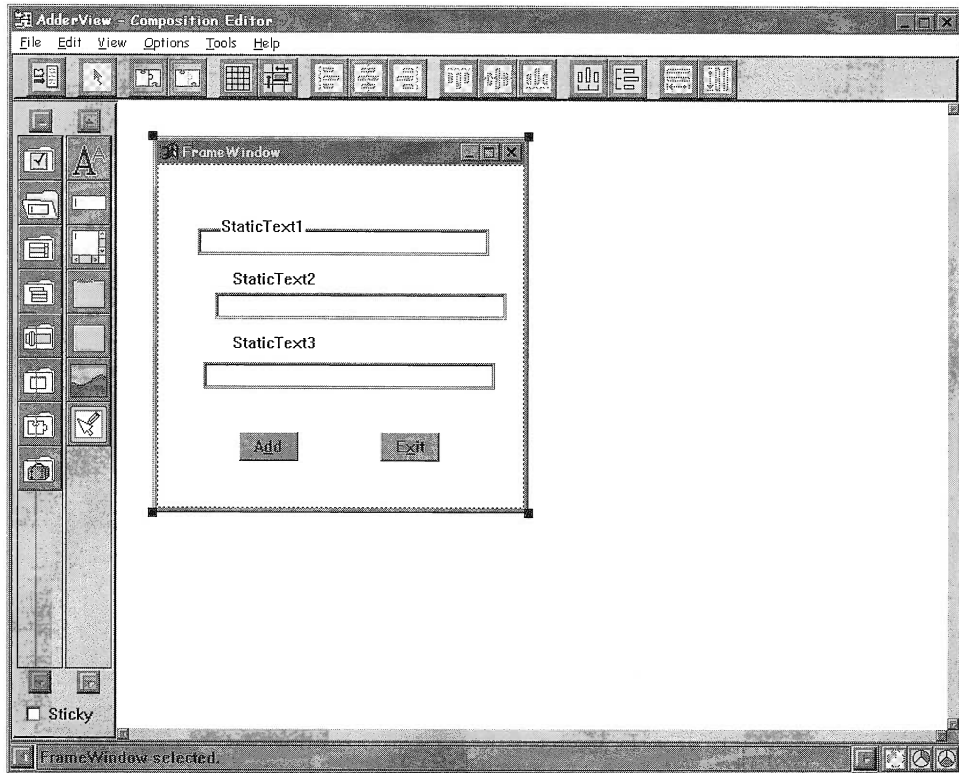 AdderView - Composition Editor
File Edit View Options Tools Help
FrameWindow
StaticText1
StaticText2
StaticText3
Add Exit
Sticky
FrameWindow selected.